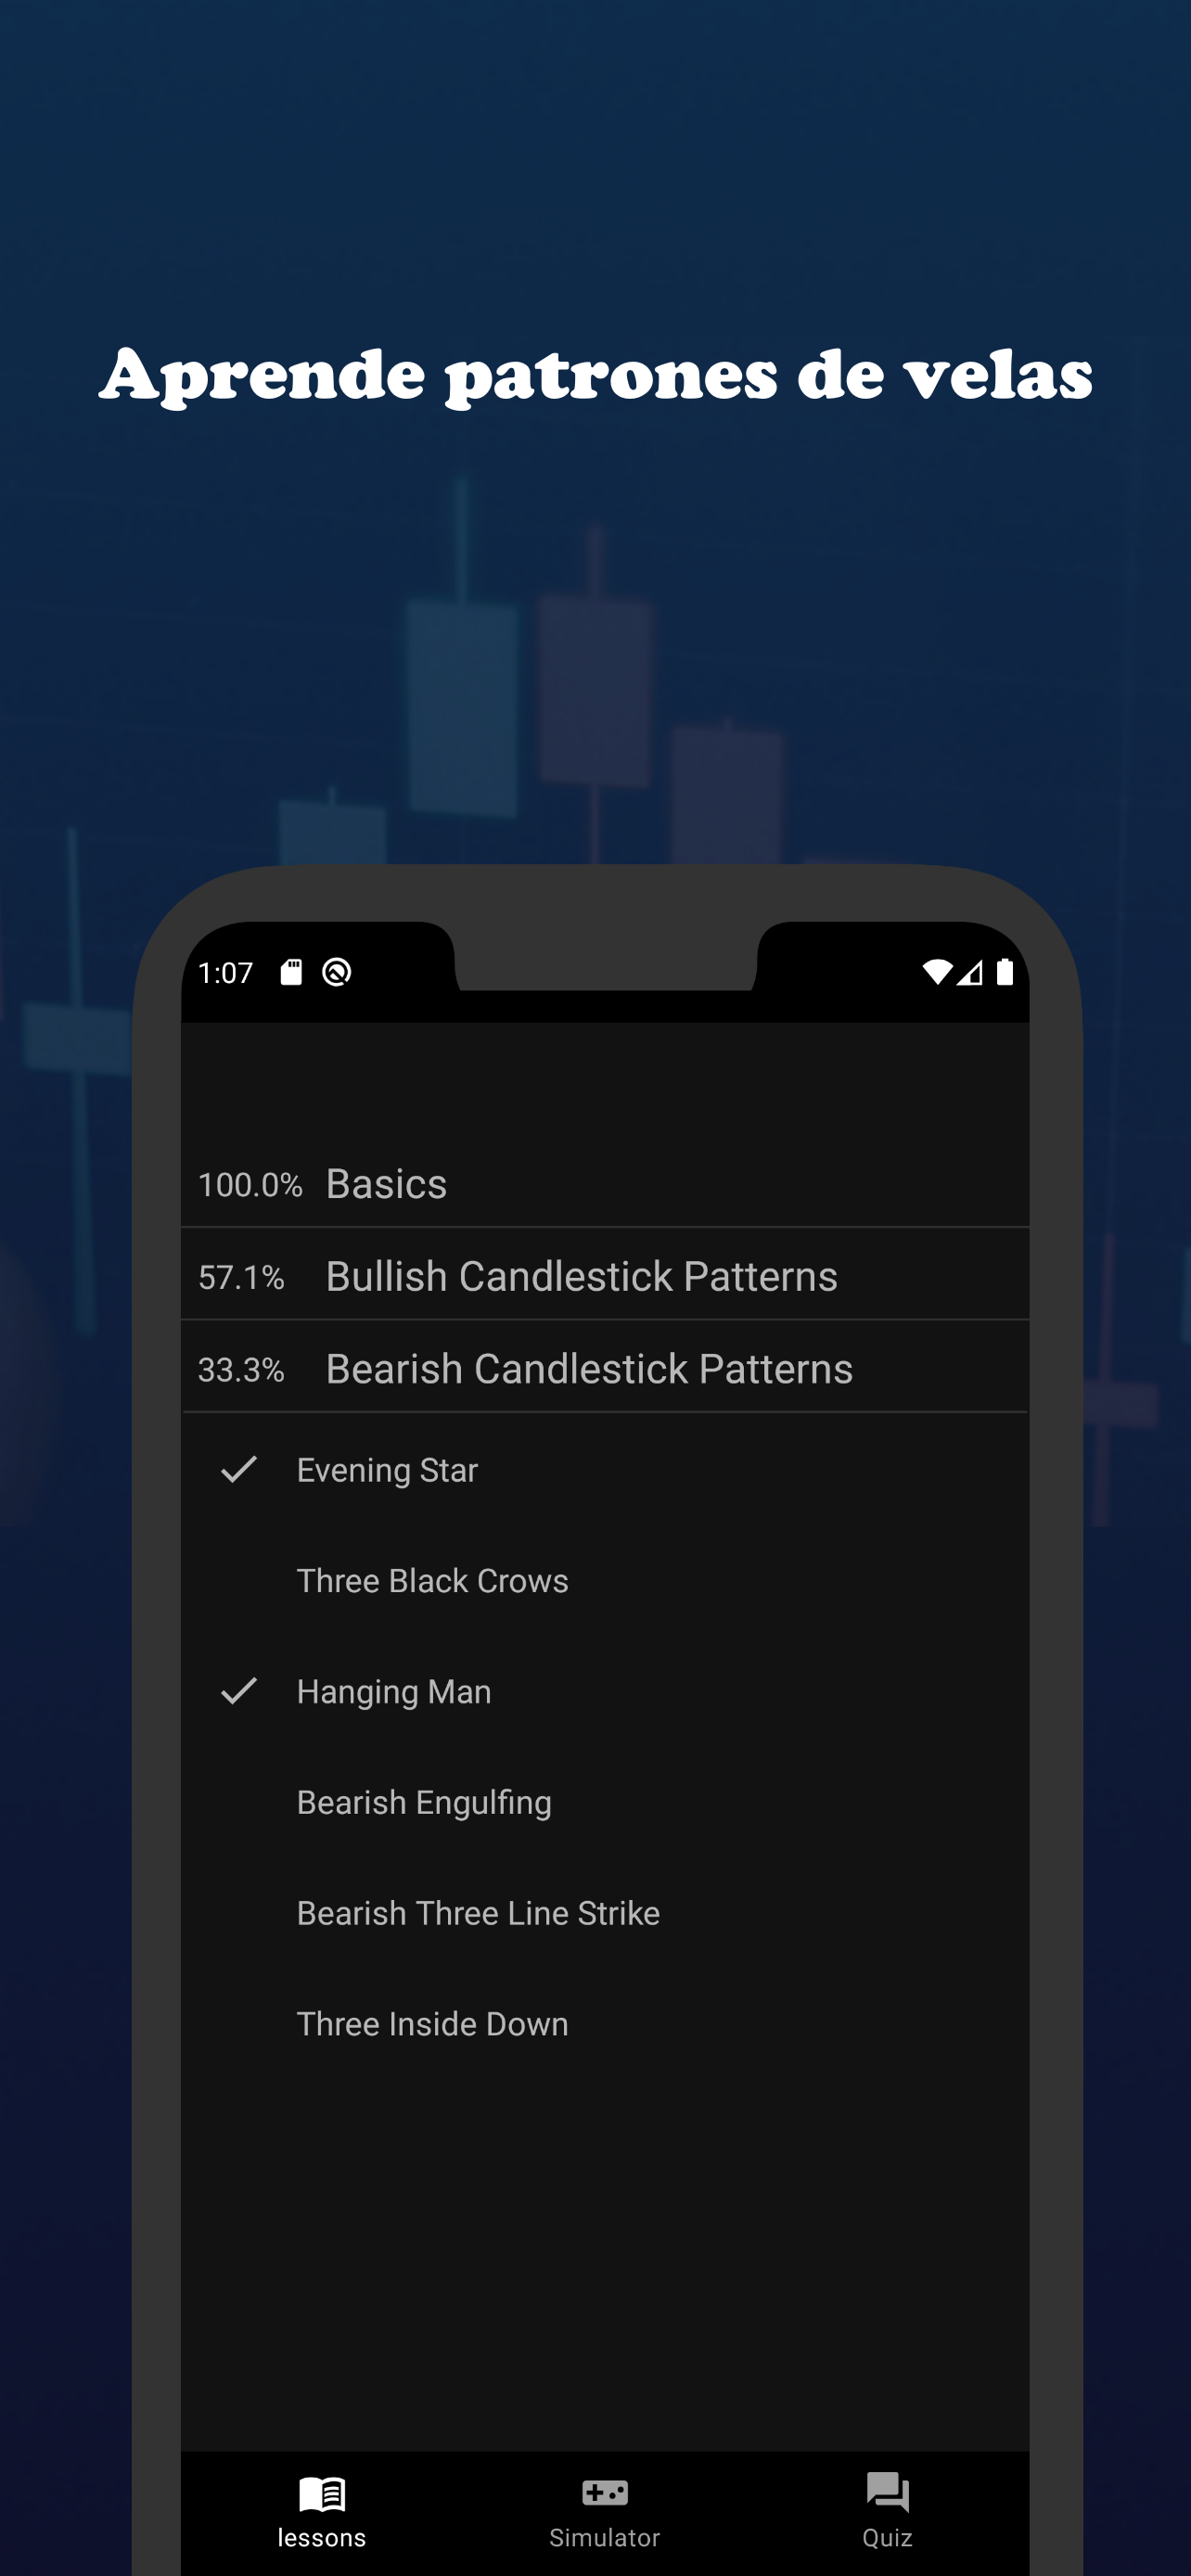 Aprende patrones de velas
1:07
100.0% Basics
57.1% Bullish Candlestick Patterns
33.3% Bearish Candlestick Patterns
Evening Star
Three Black Crows
Hanging Man
Bearish Engulfing
Bearish Three Line Strike
Three Inside Down
lessons Simulator Quiz